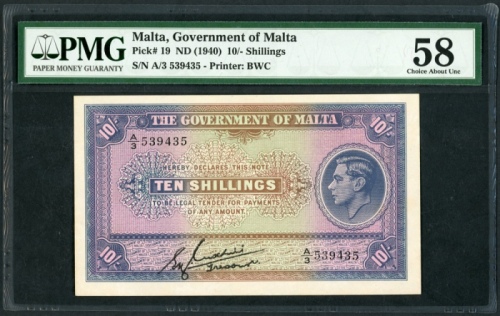 PMG
PAPER MONEY GUARANTY
Malta, Government of Malta
Pick# 19 ND (1940) 10/- Shillings
S/N A/3 539435 - Printer: BWC
58
Choice About Unc
10/-
THE GOVERNMENT OF MALTA
10/-
A/3 539435
HEREBY DECLARES THIS NOTE
TEN SHILLINGS
TO BE LEGAL TENDER FOR PAYMENTS
OF ANY AMOUNT.
A/3 539435
10/-
10/-